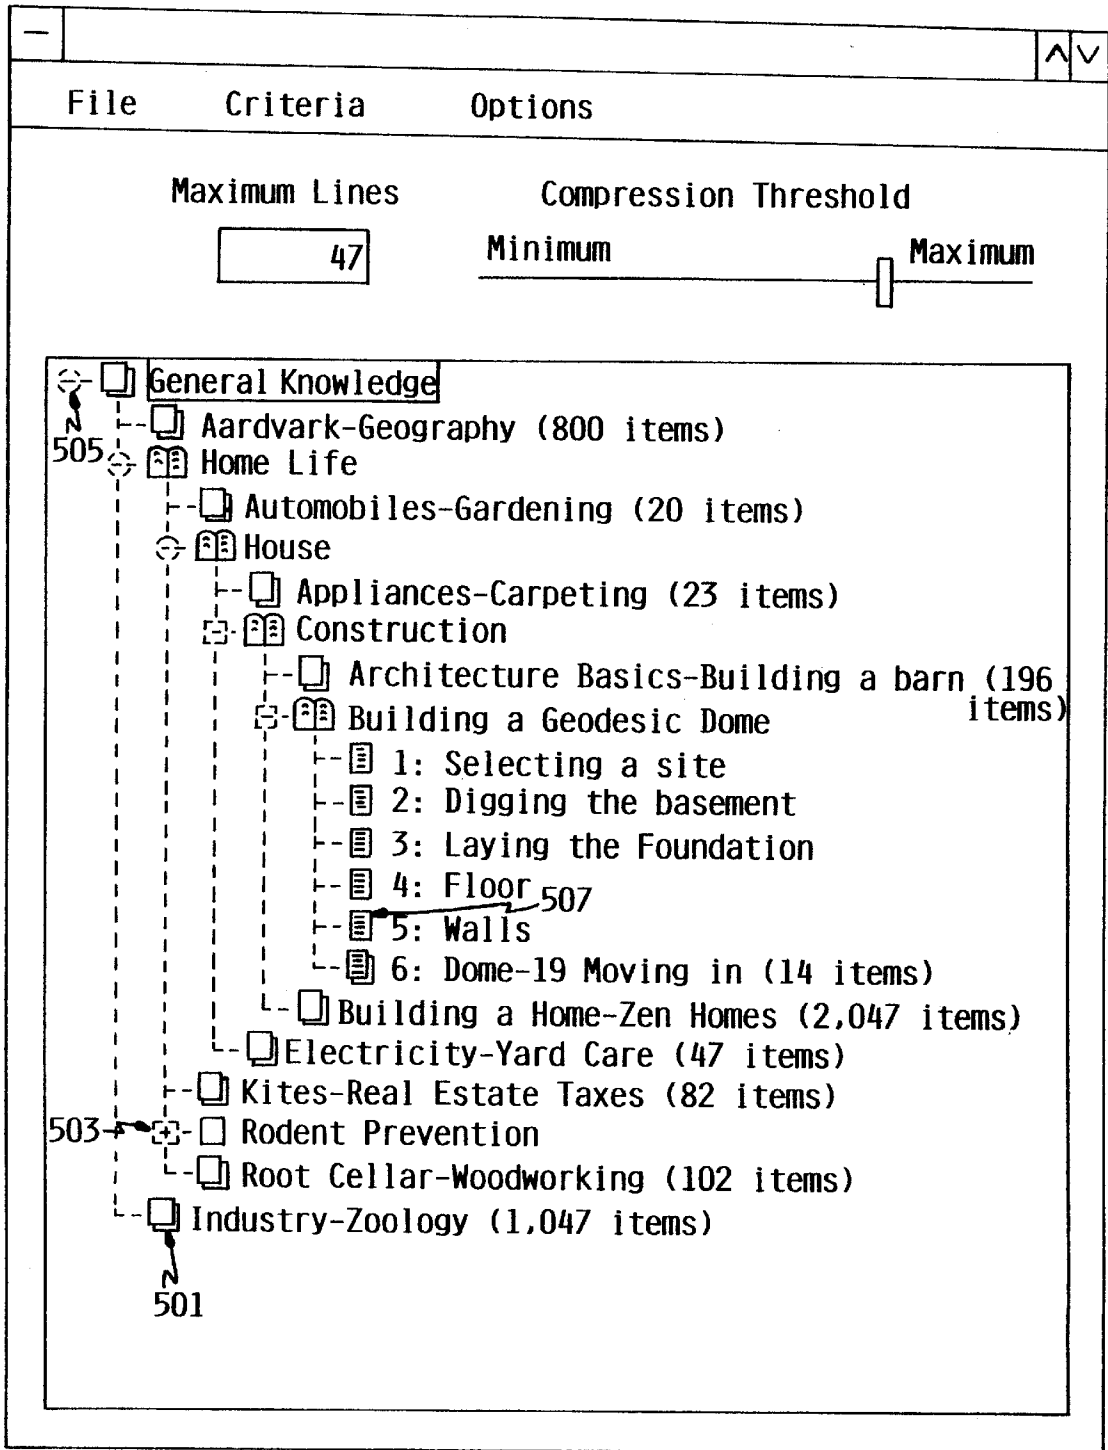 File Criteria Options
Maximum Lines Compression Threshold
47 Minimum Maximum
General Knowledge
Aardvark-Geography (800 items)
505
Home Life
Automobiles-Gardening (20 items)
House
Appliances-Carpeting (23 items)
Construction
Architecture Basics-Building a barn (196
items)
Building a Geodesic Dome
1: Selecting a site
2: Digging the basement
3: Laying the Foundation
4: Floor
507
5: Walls
6: Dome-19 Moving in (14 items)
Building a Home-Zen Homes (2,047 items)
Electricity-Yard Care (47 items)
Kites-Real Estate Taxes (82 items)
503 Rodent Prevention
Root Cellar-Woodworking (102 items)
Industry-Zoology (1,047 items)
501